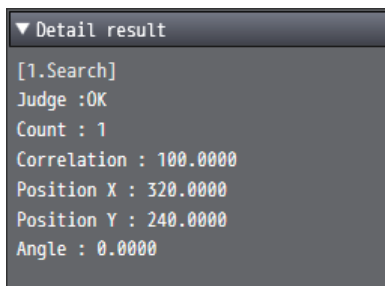 ▼ Detail result
[1.Search]
Judge :OK
Count : 1
Correlation : 100.0000
Position X : 320.0000
Position Y : 240.0000
Angle : 0.0000